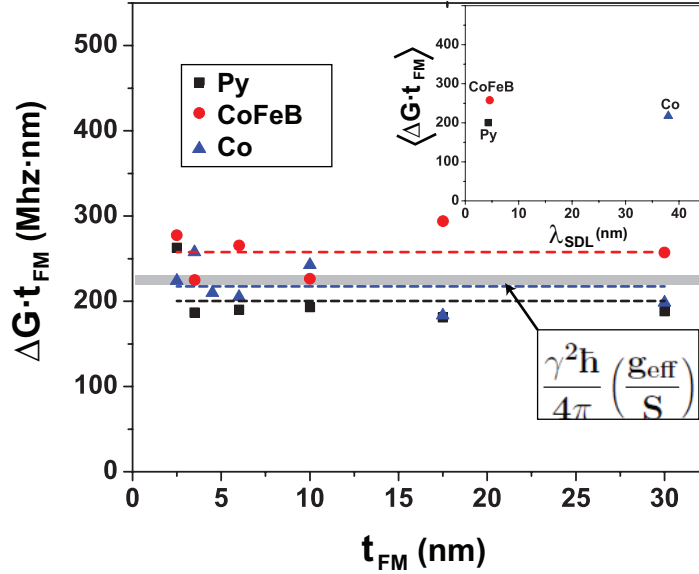 550
500
400
300
200
100
0
ΔG·t_FM (Mhz·nm)
0 5 10 15 20 25 30
t_FM (nm)
Py
CoFeB
Co
500
400
300
200
100
0
⟨ΔG·t_FM⟩
0 10 20 30 40
λ_SDL (nm)
CoFeB
Py
Co
γ²ħ/4π (g_eff/S)